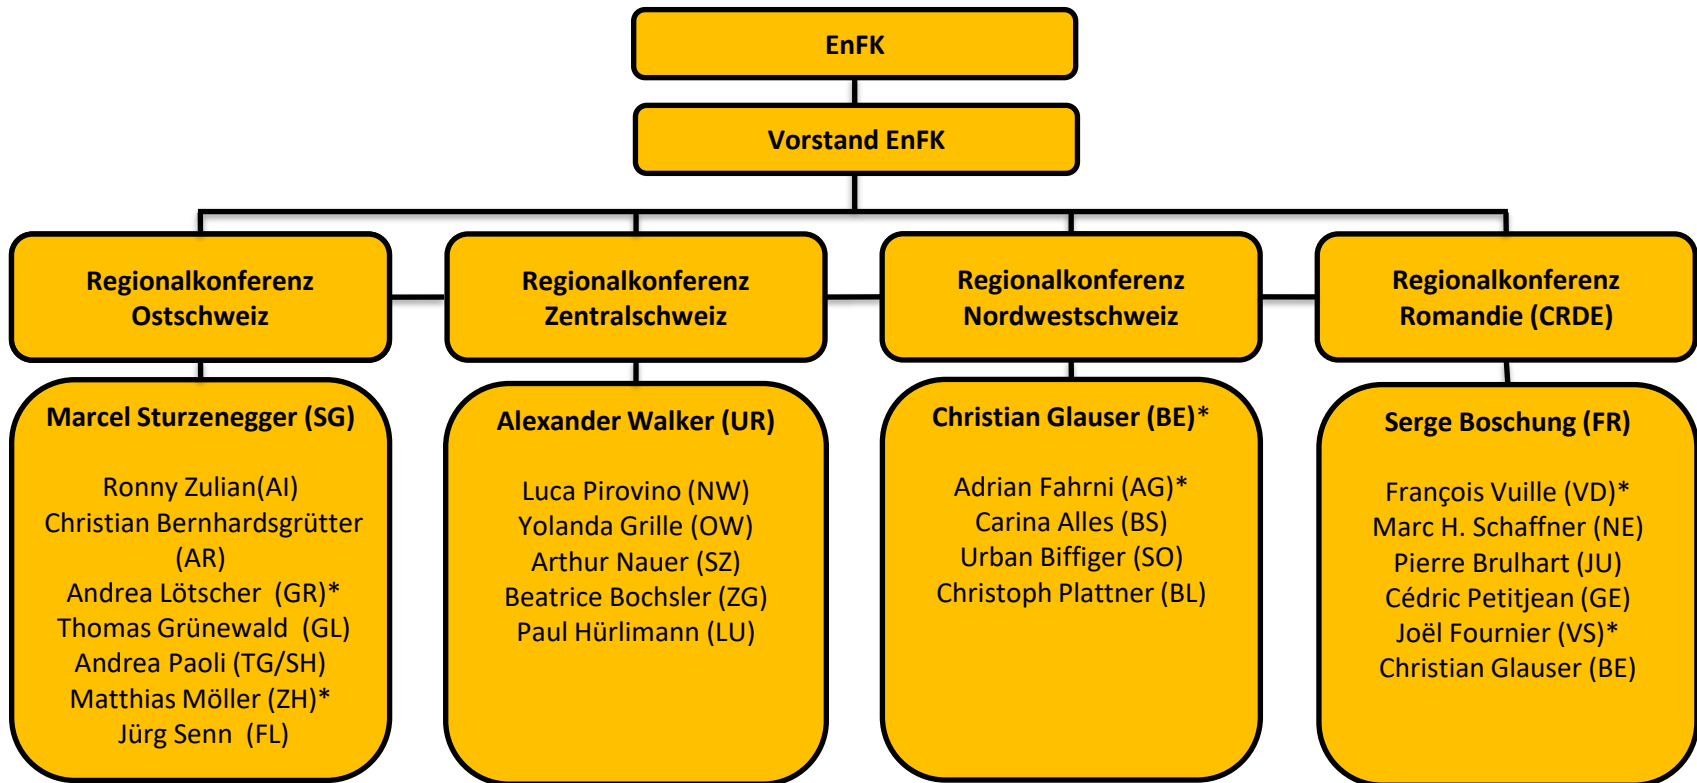 EnFK
Vorstand EnFK
Regionalkonferenz
Ostschweiz
Regionalkonferenz
Zentralschweiz
Regionalkonferenz
Nordwestschweiz
Regionalkonferenz
Romandie (CRDE)
Marcel Sturzenegger (SG)
Ronny Zulian(AI)
Christian Bernhardsgrütter
(AR)
Andrea Lötscher (GR)*
Thomas Grünewald (GL)
Andrea Paoli (TG/SH)
Matthias Möller (ZH)*
Jürg Senn (FL)
Alexander Walker (UR)
Luca Pirovino (NW)
Yolanda Grille (OW)
Arthur Nauer (SZ)
Beatrice Bochsler (ZG)
Paul Hürlimann (LU)
Christian Glauser (BE)*
Adrian Fahrni (AG)*
Carina Alles (BS)
Urban Biffiger (SO)
Christoph Plattner (BL)
Serge Boschung (FR)
François Vuille (VD)*
Marc H. Schaffner (NE)
Pierre Brulhart (JU)
Cédric Petitjean (GE)
Joël Fournier (VS)*
Christian Glauser (BE)